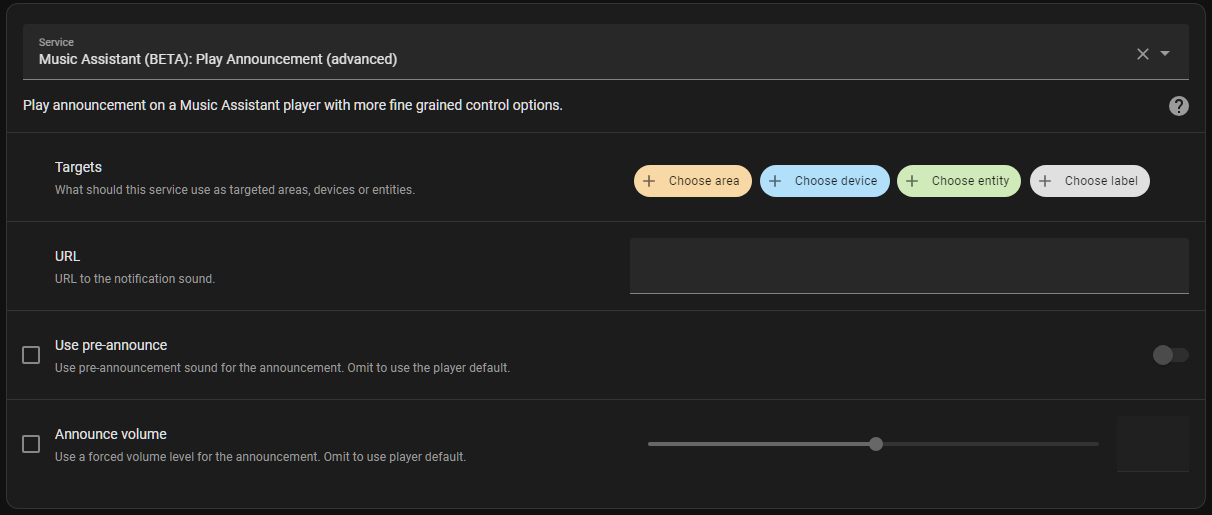 Service
Music Assistant (BETA): Play Announcement (advanced)
Play announcement on a Music Assistant player with more fine grained control options.
Targets
What should this service use as targeted areas, devices or entities.
Choose area
Choose device
Choose entity
Choose label
URL
URL to the notification sound.
Use pre-announce
Use pre-announcement sound for the announcement. Omit to use the player default.
Announce volume
Use a forced volume level for the announcement. Omit to use player default.